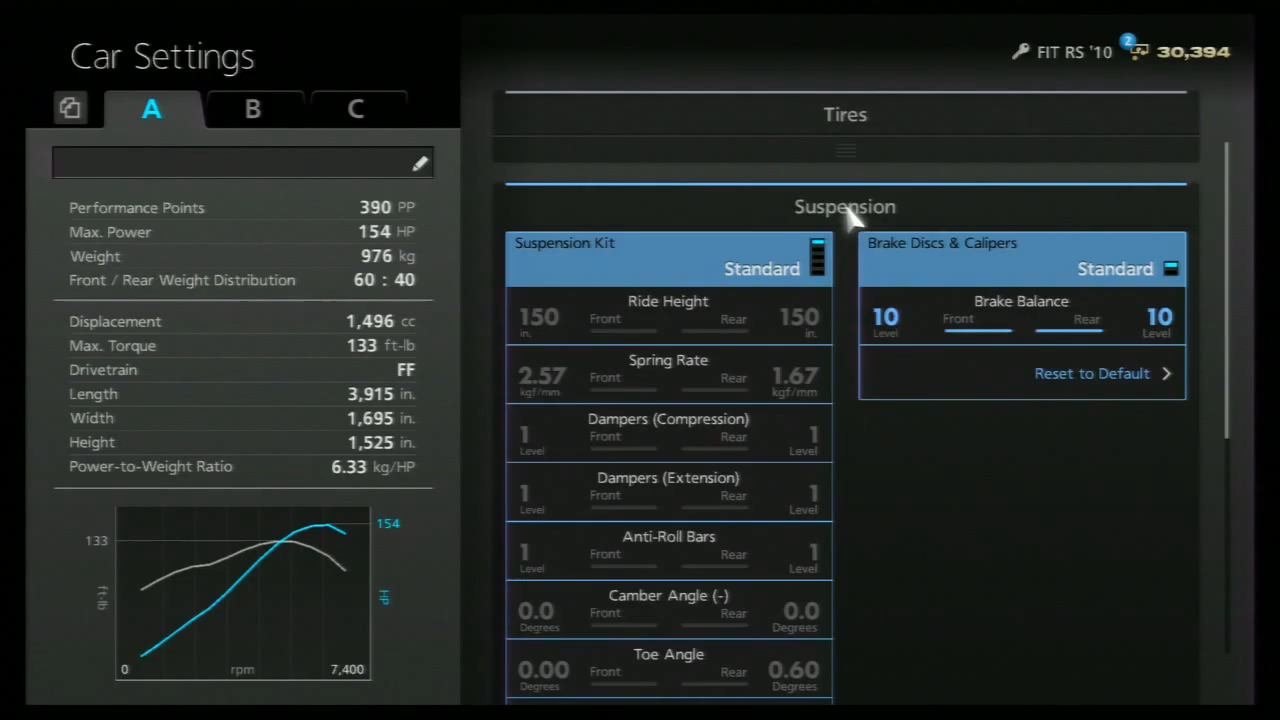 Car Settings
FIT RS '10 2 30,394
A B C
Performance Points 390 PP
Max. Power 154 HP
Weight 976 kg
Front / Rear Weight Distribution 60 : 40
Displacement 1,496 cc
Max. Torque 133 ft-lb
Drivetrain FF
Length 3,915 in.
Width 1,695 in.
Height 1,525 in.
Power-to-Weight Ratio 6.33 kg/HP
154
133
ft-lb
HP
0 rpm 7,400
Tires
Suspension
Suspension Kit
Standard
Ride Height
150 Front Rear 150
in. in.
Spring Rate
2.57 Front Rear 1.67
kgf/mm kgf/mm
Dampers (Compression)
1 Front Rear 1
Level Level
Dampers (Extension)
1 Front Rear 1
Level Level
Anti-Roll Bars
1 Front Rear 1
Level Level
Camber Angle (-)
0.0 Front Rear 0.0
Degrees Degrees
Toe Angle
0.00 Front Rear 0.60
Degrees Degrees
Brake Discs & Calipers
Standard
Brake Balance
10 Front Rear 10
Level Level
Reset to Default